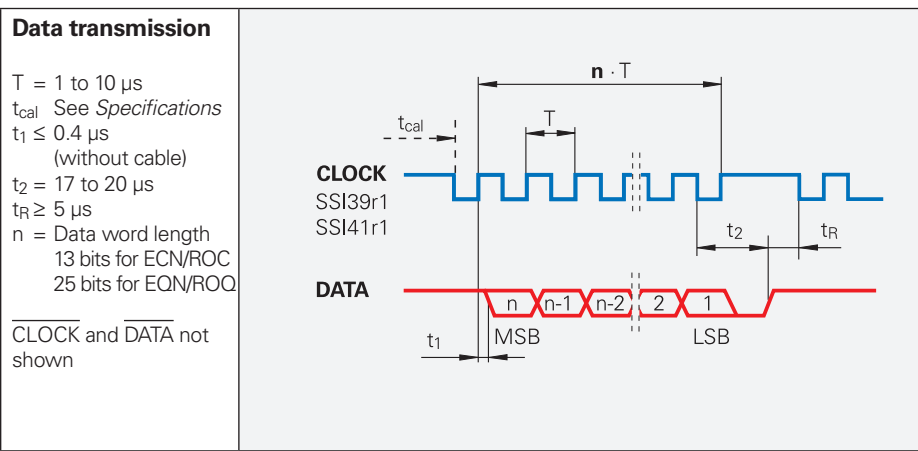 Data transmission
T = 1 to 10 µs
tcal See Specifications
t1 ≤ 0.4 µs
(without cable)
t2 = 17 to 20 µs
tR ≥ 5 µs
n = Data word length
13 bits for ECN/ROC
25 bits for EQN/ROQ
CLOCK and DATA not
shown
n · T
tcal
T
CLOCK
SSI39r1
SSI41r1
t2
tR
DATA
n
n-1
n-2
2
1
t1
MSB
LSB